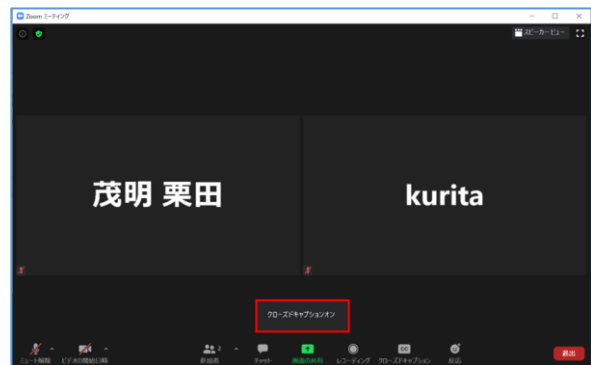 Zoom ミーティング
スピーカー ビュー
茂明 栗田
kurita
クローズドキャプションオン
ミュート解除
ビデオの開始日時
2
参加者
チャット
画面の共有
レコーディング
CC
クローズドキャプション
反応
退出